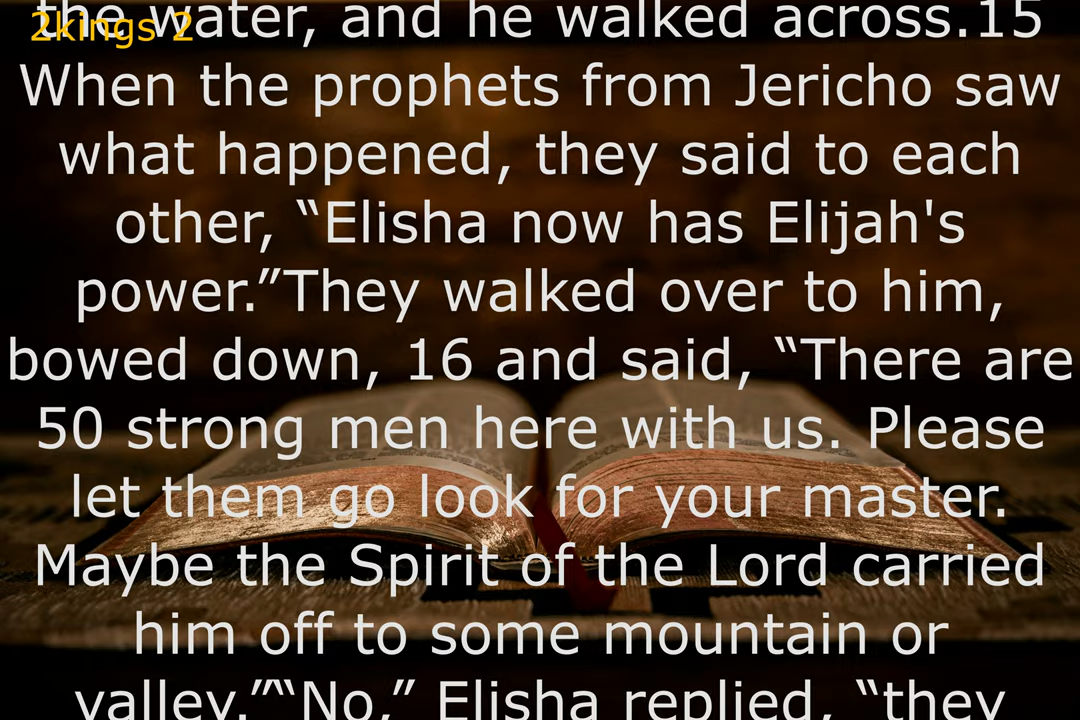 2kings 2
the water, and he walked across.15
When the prophets from Jericho saw
what happened, they said to each
other, “Elisha now has Elijah's
power.”They walked over to him,
bowed down, 16 and said, “There are
50 strong men here with us. Please
let them go look for your master.
Maybe the Spirit of the Lord carried
him off to some mountain or
valley.”“No,” Elisha replied, “they